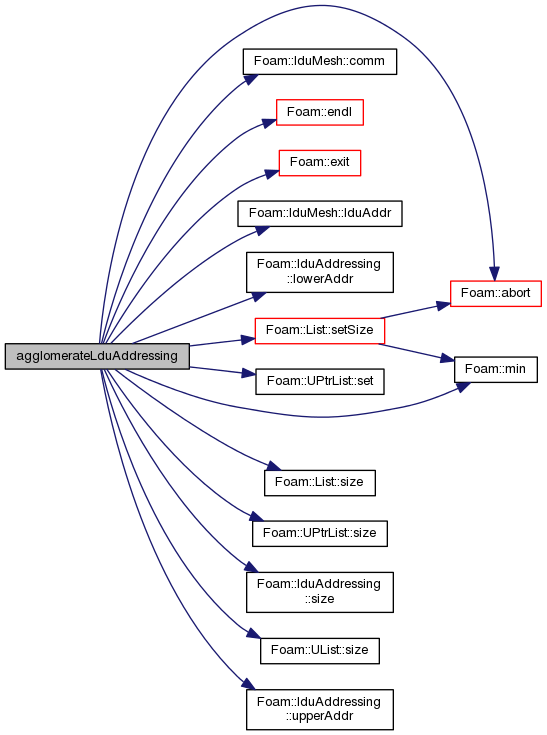 Foam::lduMesh::comm
Foam::endl
Foam::exit
Foam::lduMesh::lduAddr
Foam::lduAddressing
::lowerAddr
Foam::abort
Foam::List::setSize
agglomerateLduAddressing
Foam::min
Foam::UPtrList::set
Foam::List::size
Foam::UPtrList::size
Foam::lduAddressing
::size
Foam::UList::size
Foam::lduAddressing
::upperAddr